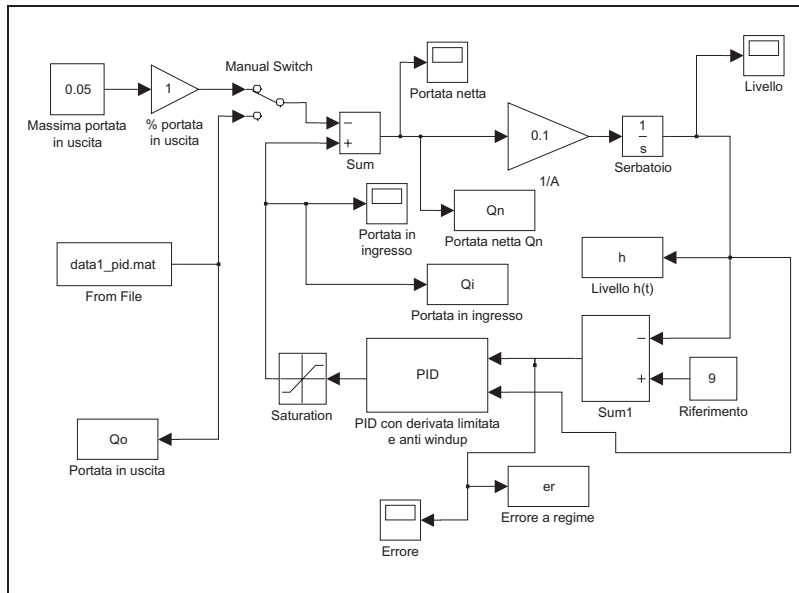 Manual Switch
0.05
Massima portata
in uscita
1
% portata
in uscita
−
+
Sum
Portata netta
0.1
1/A
1
s
Serbatoio
Livello
Qn
Portata netta Qn
Portata in
ingresso
Qi
Portata in ingresso
data1_pid.mat
From File
h
Livello h(t)
−
+
Sum1
9
Riferimento
PID
PID con derivata limitata
e anti windup
Saturation
Qo
Portata in uscita
Errore
er
Errore a regime